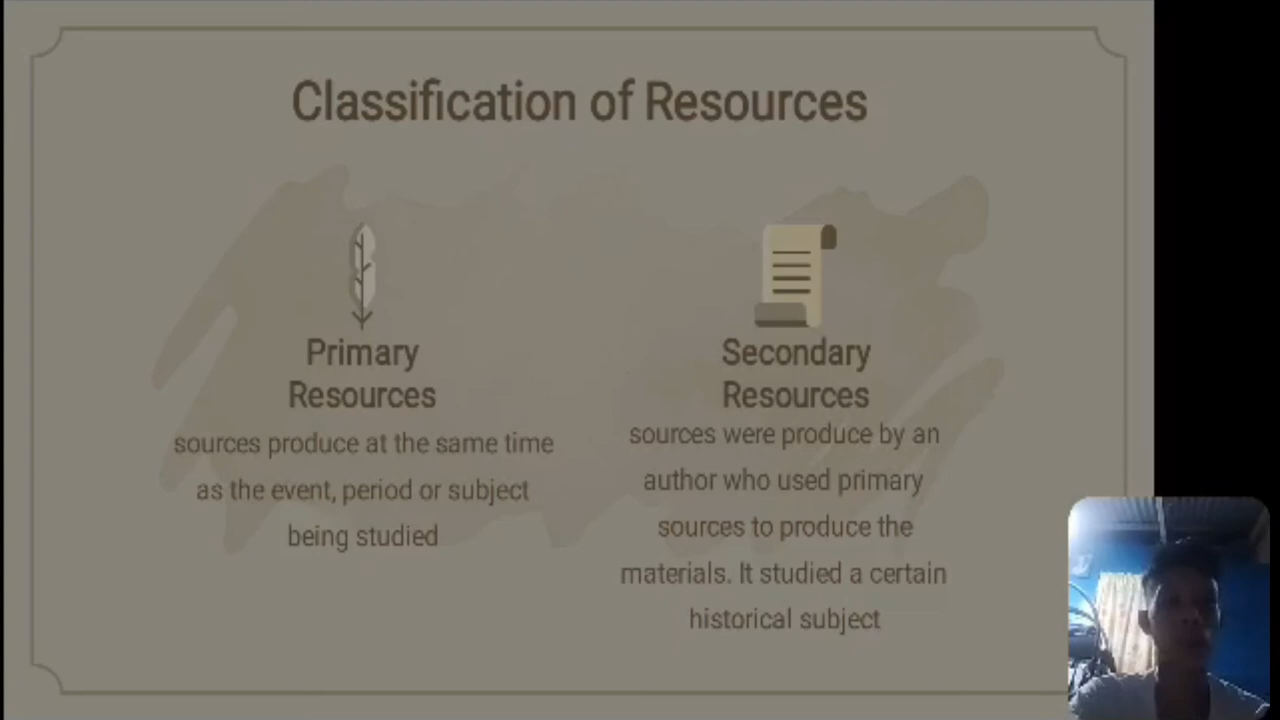 Classification of Resources
Primary
Resources
sources produce at the same time
as the event, period or subject
being studied
Secondary
Resources
sources were produce by an
author who used primary
sources to produce the
materials. It studied a certain
historical subject